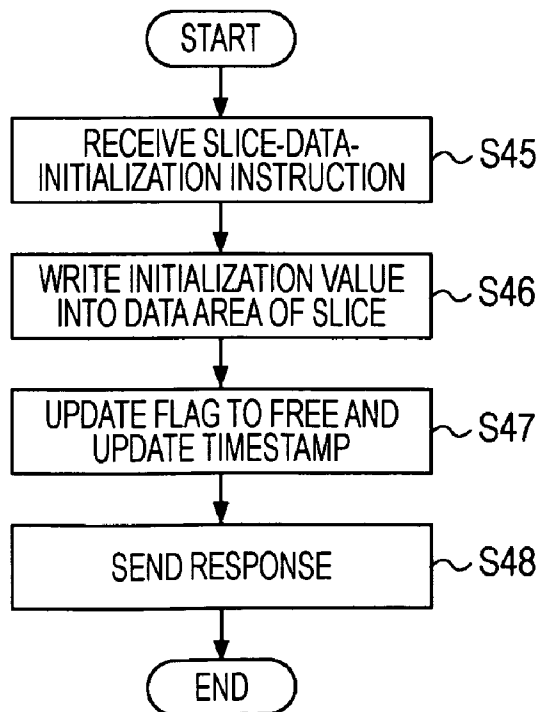 START
RECEIVE SLICE-DATA-
INITIALIZATION INSTRUCTION
S45
WRITE INITIALIZATION VALUE
INTO DATA AREA OF SLICE
S46
UPDATE FLAG TO FREE AND
UPDATE TIMESTAMP
S47
SEND RESPONSE
S48
END